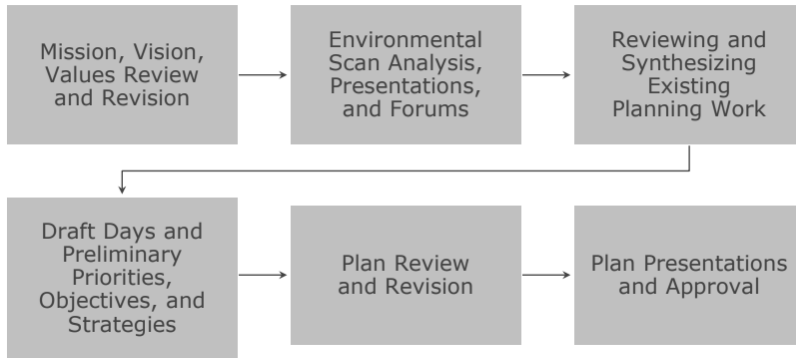 Mission, Vision,
Values Review
and Revision
Environmental
Scan Analysis,
Presentations,
and Forums
Reviewing and
Synthesizing
Existing
Planning Work
Draft Days and
Preliminary
Priorities,
Objectives, and
Strategies
Plan Review
and Revision
Plan Presentations
and Approval